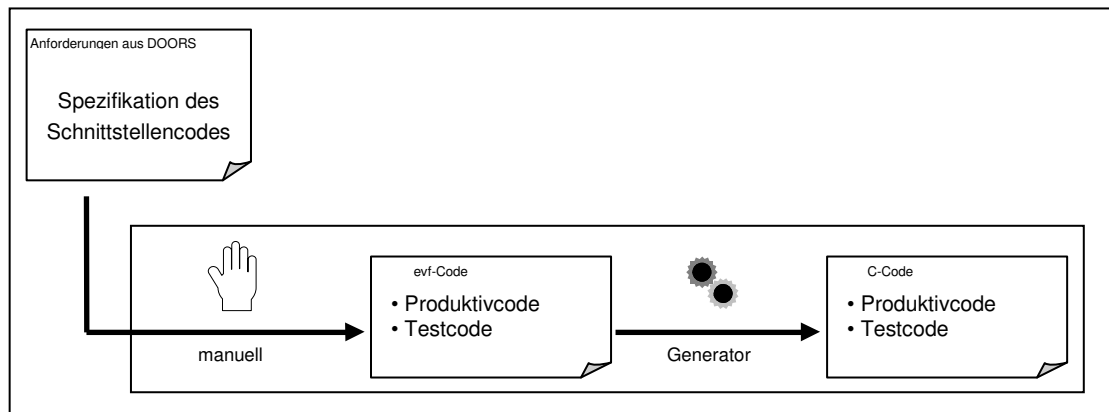 Anforderungen aus DOORS
Spezifikation des
Schnittstellencodes
manuell
evf-Code
• Produktivcode
• Testcode
Generator
C-Code
• Produktivcode
• Testcode